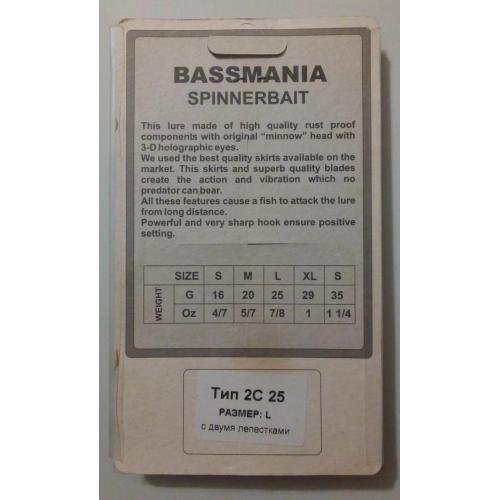 BASSMANIA
SPINNERBAIT
This lure made of high quality rust proof
components with original "minnow" head with
3-D holographic eyes.
We used the best quality skirts available on the
market. This skirts and superb quality blades
create the action and vibration which no
predator can bear.
All these features cause a fish to attack the lure
from long distance.
Powerful and very sharp hook ensure positive
setting.
SIZE S M L XL S
WEIGHT
G 16 20 25 29 35
Oz 4/7 5/7 7/8 1 1 1/4
Тип 2С 25
РАЗМЕР: L
с двумя лепестками